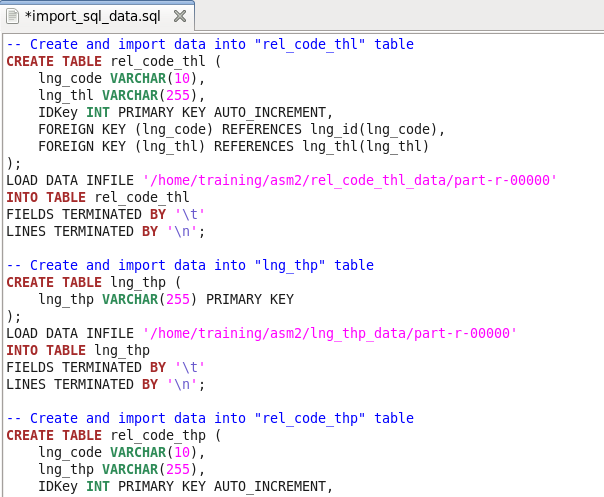 *import_sql_data.sql
-- Create and import data into "rel_code_thl" table
CREATE TABLE rel_code_thl (
    lng_code VARCHAR(10),
    lng_thl VARCHAR(255),
    IDKey INT PRIMARY KEY AUTO_INCREMENT,
    FOREIGN KEY (lng_code) REFERENCES lng_id(lng_code),
    FOREIGN KEY (lng_thl) REFERENCES lng_thl(lng_thl)
);
LOAD DATA INFILE '/home/training/asm2/rel_code_thl_data/part-r-00000'
INTO TABLE rel_code_thl
FIELDS TERMINATED BY '\t'
LINES TERMINATED BY '\n';

-- Create and import data into "lng_thp" table
CREATE TABLE lng_thp (
    lng_thp VARCHAR(255) PRIMARY KEY
);
LOAD DATA INFILE '/home/training/asm2/lng_thp_data/part-r-00000'
INTO TABLE lng_thp
FIELDS TERMINATED BY '\t'
LINES TERMINATED BY '\n';

-- Create and import data into "rel_code_thp" table
CREATE TABLE rel_code_thp (
    lng_code VARCHAR(10),
    lng_thp VARCHAR(255),
    IDKey INT PRIMARY KEY AUTO_INCREMENT,